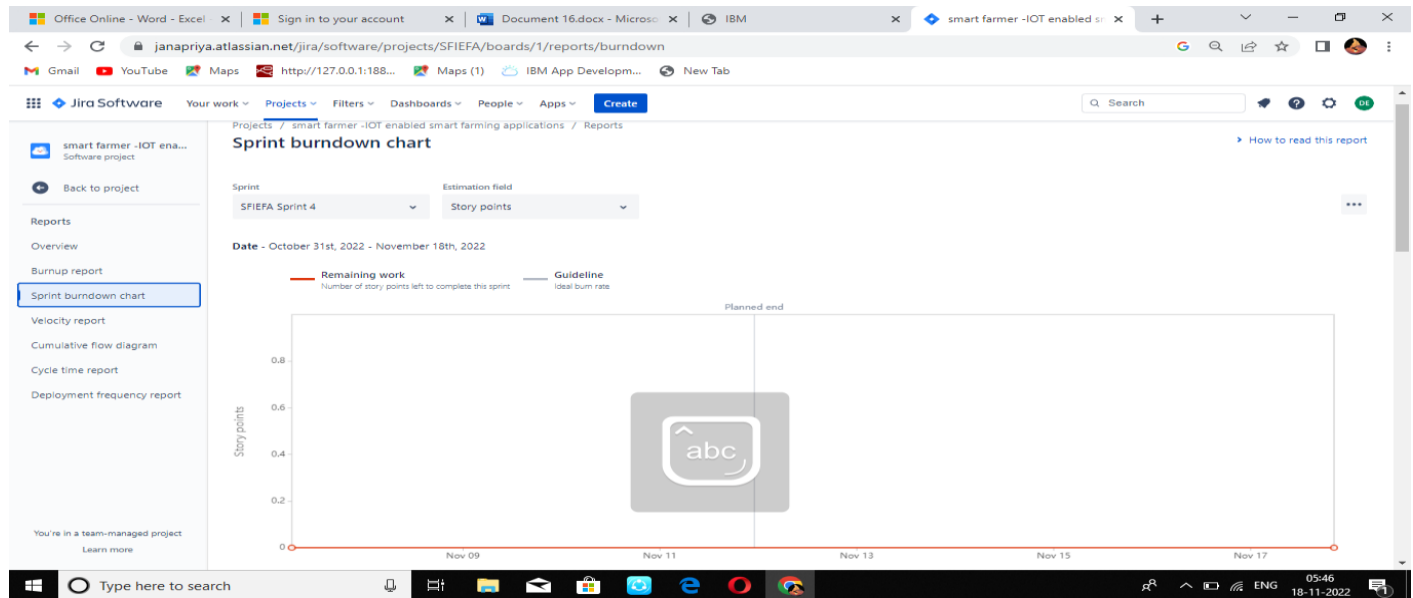 Office Online - Word - Excel
Sign in to your account
Document 16.docx - Microso
IBM
smart farmer -IOT enabled sr
janapriya.atlassian.net/jira/software/projects/SFIEFA/boards/1/reports/burndown
G
Gmail
YouTube
Maps
http://127.0.0.1:188...
Maps (1)
IBM App Developm...
New Tab
Jira Software
Your work
Projects
Filters
Dashboards
People
Apps
Create
Search
DE
smart farmer -IOT ena...
Software project
Back to project
Reports
Overview
Burnup report
Sprint burndown chart
Velocity report
Cumulative flow diagram
Cycle time report
Deployment frequency report
You're in a team-managed project
Learn more
Projects / smart farmer -IOT enabled smart farming applications / Reports
Sprint burndown chart
How to read this report
Sprint
Estimation field
SFIEFA Sprint 4
Story points
Date - October 31st, 2022 - November 18th, 2022
Remaining work
Number of story points left to complete this sprint
Guideline
Ideal burn rate
Planned end
Story points
0.8
0.6
0.4
0.2
0
abc
Nov 09
Nov 11
Nov 13
Nov 15
Nov 17
Type here to search
ENG
05:46
18-11-2022
1